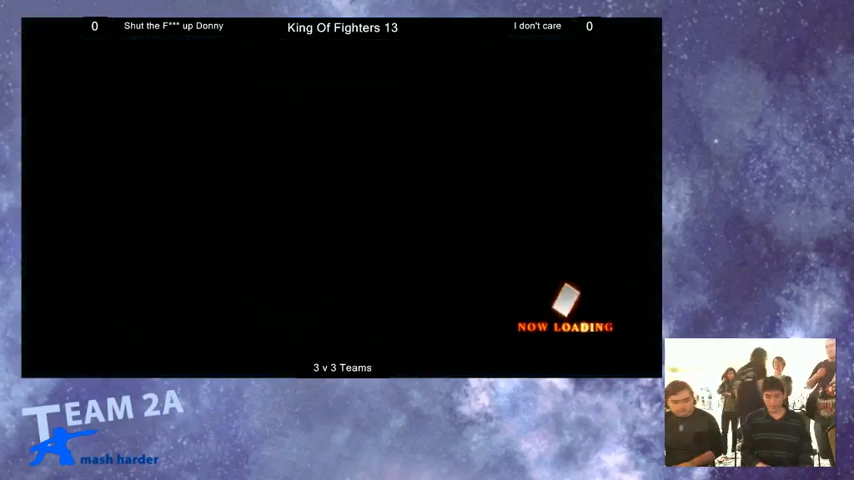 0 Shut the F*** up Donny King Of Fighters 13 I don't care 0
NOW LOADING
3 v 3 Teams
TEAM 2A
mash harder